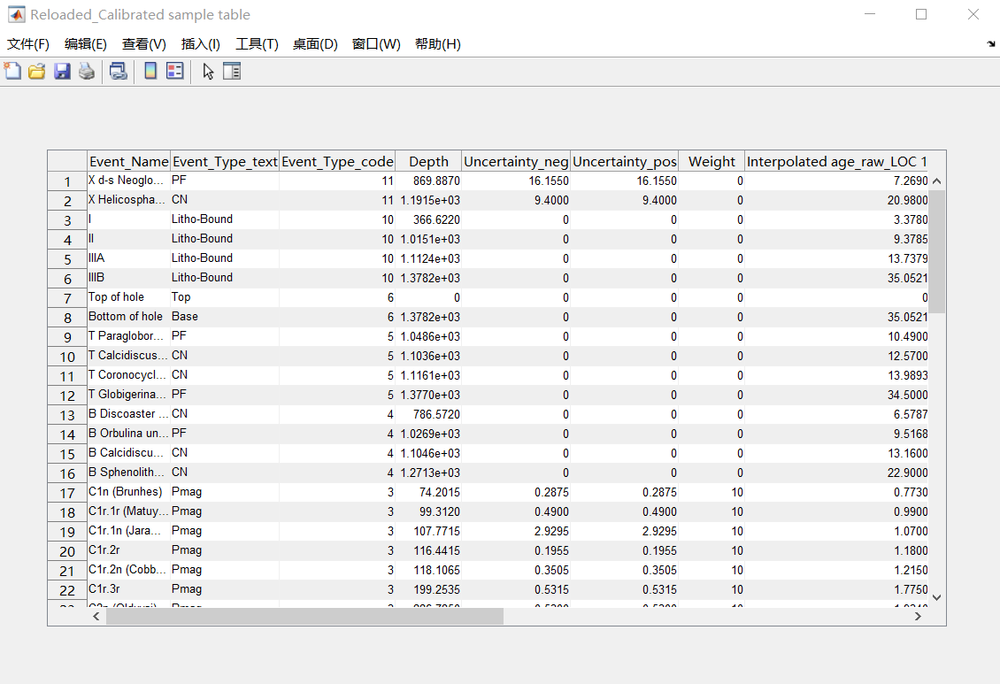 Reloaded_Calibrated sample table
文件(F) 编辑(E) 查看(V) 插入(I) 工具(T) 桌面(D) 窗口(W) 帮助(H)
Event_Name Event_Type_text Event_Type_code Depth Uncertainty_neg Uncertainty_pos Weight Interpolated age_raw_LOC 1
1 X d-s Neoglo... PF 11 869.8870 16.1550 16.1550 0 7.2690
2 X Helicospha... CN 11 1.1915e+03 9.4000 9.4000 0 20.9800
3 I Litho-Bound 10 366.6220 0 0 0 3.3780
4 II Litho-Bound 10 1.0151e+03 0 0 0 9.3785
5 IIIA Litho-Bound 10 1.1124e+03 0 0 0 13.7379
6 IIIB Litho-Bound 10 1.3782e+03 0 0 0 35.0521
7 Top of hole Top 6 0 0 0 0 0
8 Bottom of hole Base 6 1.3782e+03 0 0 0 35.0521
9 T Paraglobor... PF 5 1.0486e+03 0 0 0 10.4900
10 T Calcidiscus... CN 5 1.1036e+03 0 0 0 12.5700
11 T Coronocycl... CN 5 1.1161e+03 0 0 0 13.9893
12 T Globigerina... PF 5 1.3770e+03 0 0 0 34.5000
13 B Discoaster ... CN 4 786.5720 0 0 0 6.5787
14 B Orbulina un... PF 4 1.0269e+03 0 0 0 9.5168
15 B Calcidiscu... CN 4 1.1046e+03 0 0 0 13.1600
16 B Sphenolith... CN 4 1.2713e+03 0 0 0 22.9000
17 C1n (Brunhes) Pmag 3 74.2015 0.2875 0.2875 10 0.7730
18 C1r.1r (Matuy... Pmag 3 99.3120 0.4900 0.4900 10 0.9900
19 C1r.1n (Jara... Pmag 3 107.7715 2.9295 2.9295 10 1.0700
20 C1r.2r Pmag 3 116.4415 0.1955 0.1955 10 1.1800
21 C1r.2n (Cobb... Pmag 3 118.1065 0.3505 0.3505 10 1.2150
22 C1r.3r Pmag 3 199.2535 0.5315 0.5315 10 1.7750